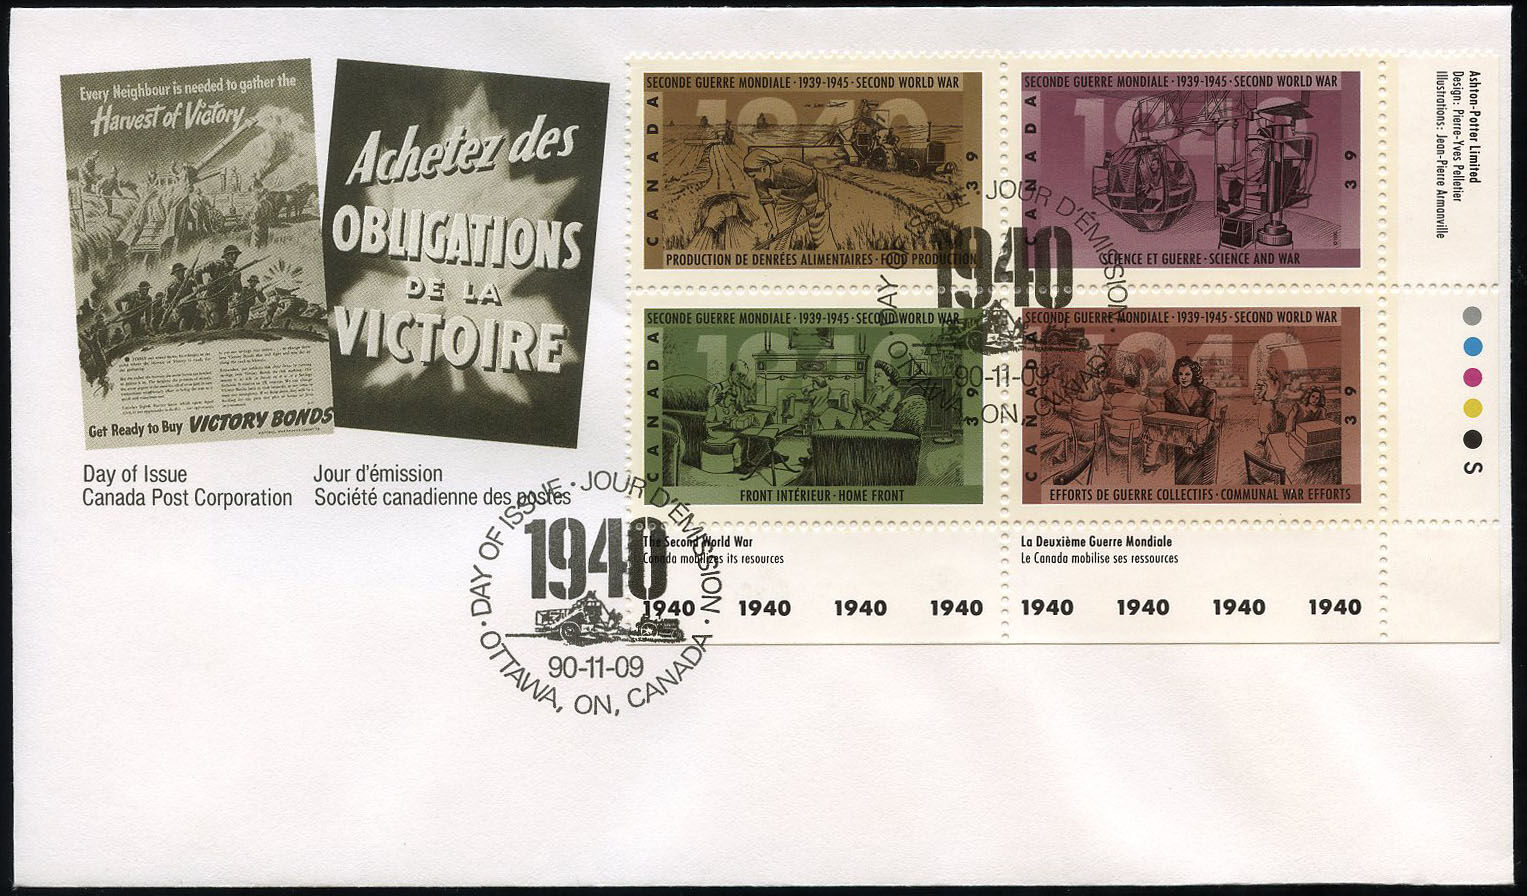 Every Neighbour is needed to gather the
Harvest of Victory
Get Ready to Buy VICTORY BONDS
Achetez des
OBLIGATIONS
DE LA
VICTOIRE
Day of Issue
Canada Post Corporation
Jour d'émission
Société canadienne des postes
SECONDE GUERRE MONDIALE · 1939-1945 · SECOND WORLD WAR
1940
CANADA
39
PRODUCTION DE DENRÉES ALIMENTAIRES · FOOD PRODUCTION
SECONDE GUERRE MONDIALE · 1939-1945 · SECOND WORLD WAR
CANADA
39
SCIENCE ET GUERRE · SCIENCE AND WAR
SECONDE GUERRE MONDIALE · 1939-1945 · SECOND WORLD WAR
1940
CANADA
39
FRONT INTÉRIEUR · HOME FRONT
SECONDE GUERRE MONDIALE · 1939-1945 · SECOND WORLD WAR
1940
CANADA
39
EFFORTS DE GUERRE COLLECTIFS · COMMUNAL WAR EFFORTS
Ashton-Potter Limited
Design: Pierre-Yves Pelletier
Illustrations: Jean-Pierre Armanville
S
DAY OF ISSUE · JOUR D'ÉMISSION ·
1940
90-11-09
OTTAWA, ON, CANADA
The Second World War
Canada mobilizes its resources
1940 1940 1940 1940
La Deuxième Guerre Mondiale
Le Canada mobilise ses ressources
1940 1940 1940 1940
· DAY OF ISSUE · JOUR D'ÉMISSION ·
1940
90-11-09
OTTAWA, ON, CANADA